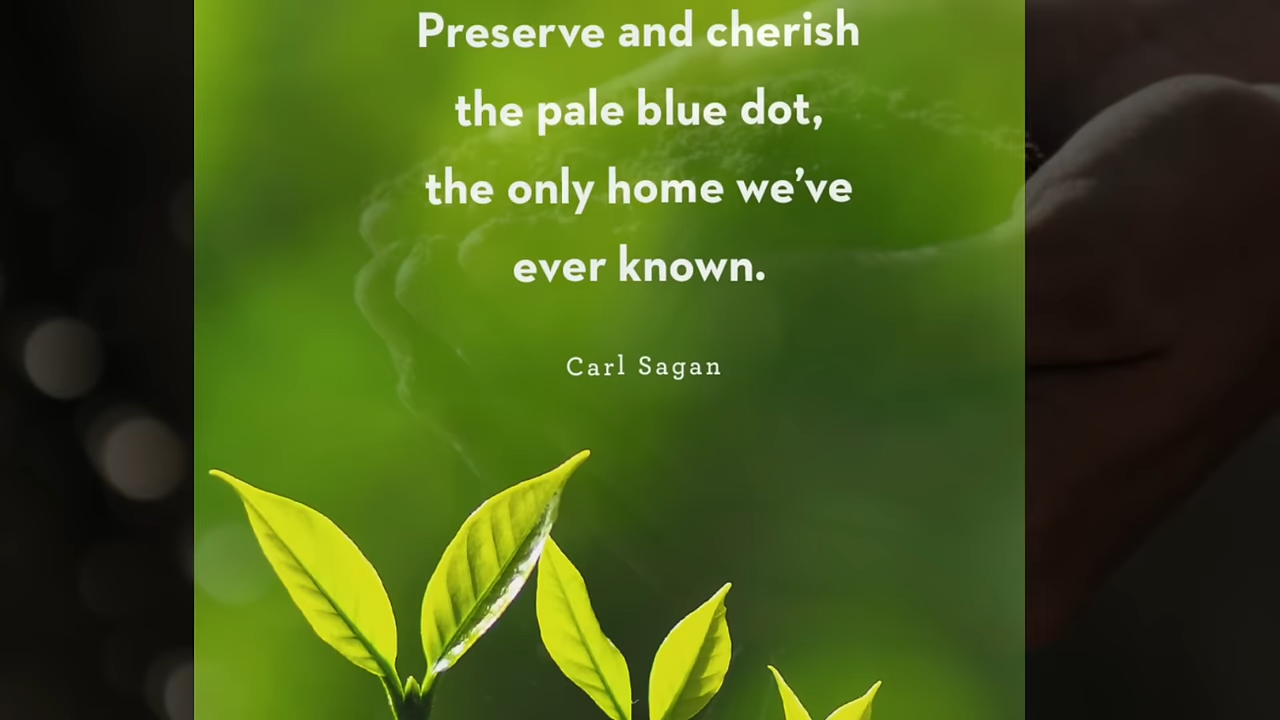 Preserve and cherish
the pale blue dot,
the only home we’ve
ever known.
Carl Sagan